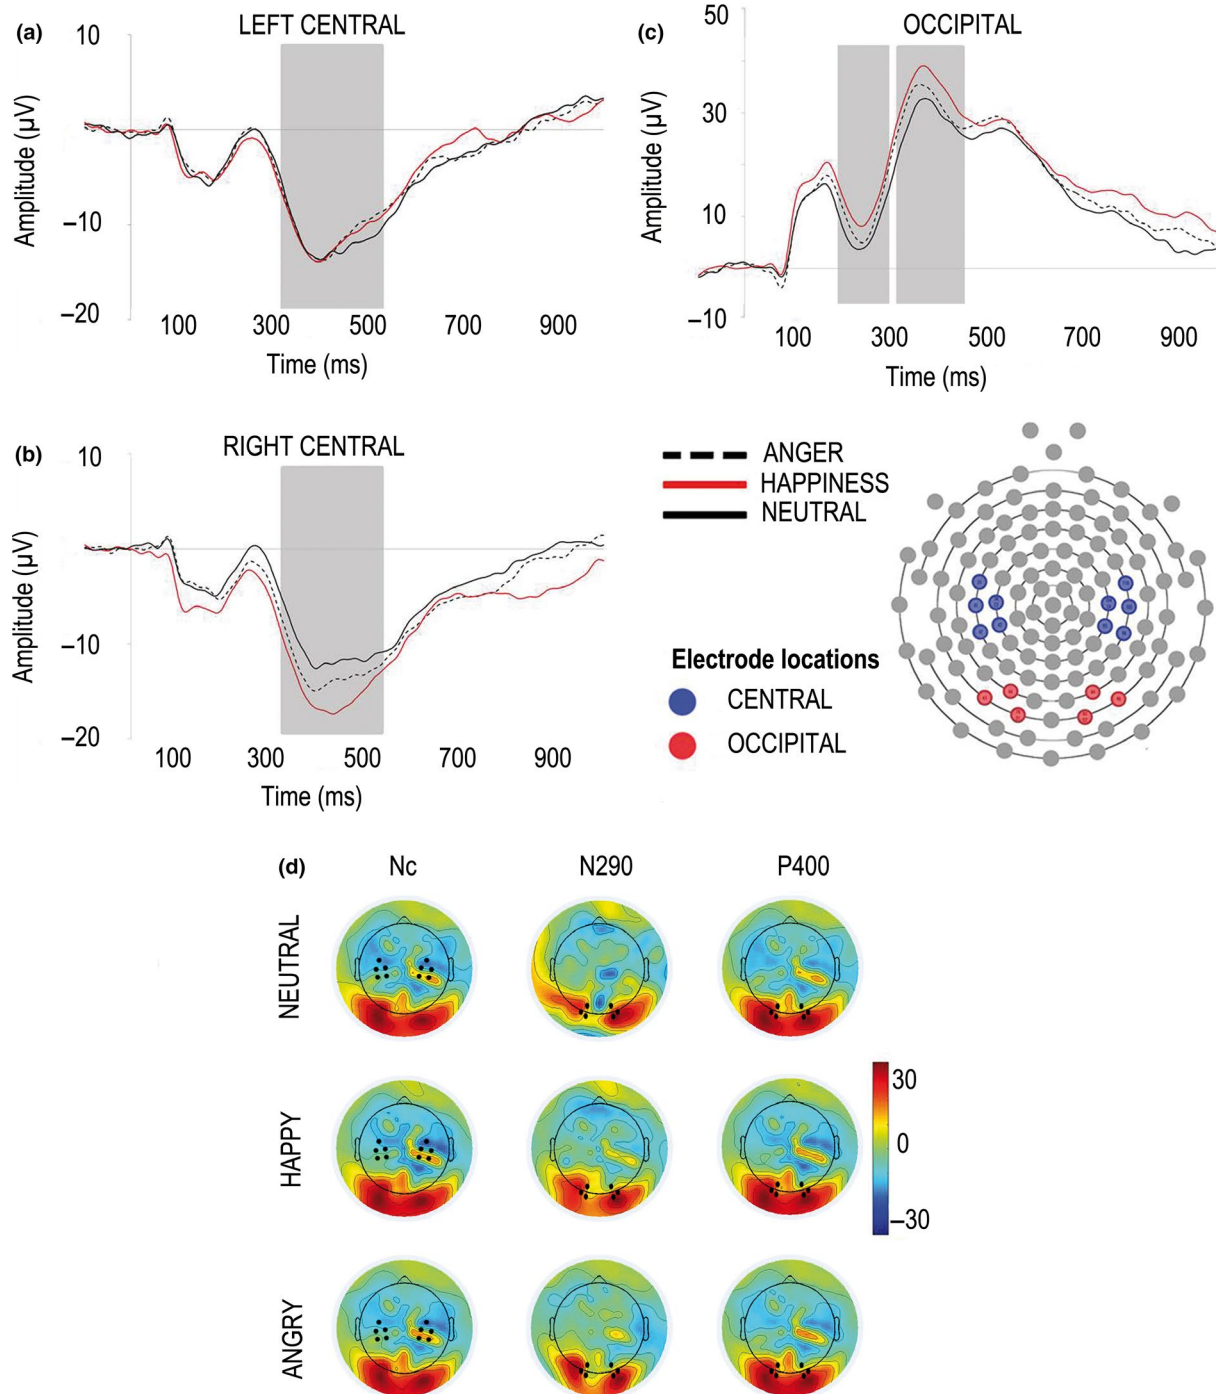 (a)
LEFT CENTRAL
10
0
–10
–20
Amplitude (µV)
100 300 500 700 900
Time (ms)
(c)
OCCIPITAL
50
30
10
–10
Amplitude (µV)
100 300 500 700 900
Time (ms)
(b)
RIGHT CENTRAL
10
0
–10
–20
Amplitude (µV)
100 300 500 700 900
Time (ms)
ANGER
HAPPINESS
NEUTRAL
Electrode locations
CENTRAL
OCCIPITAL
(d)
Nc N290 P400
NEUTRAL
HAPPY
ANGRY
30
0
–30